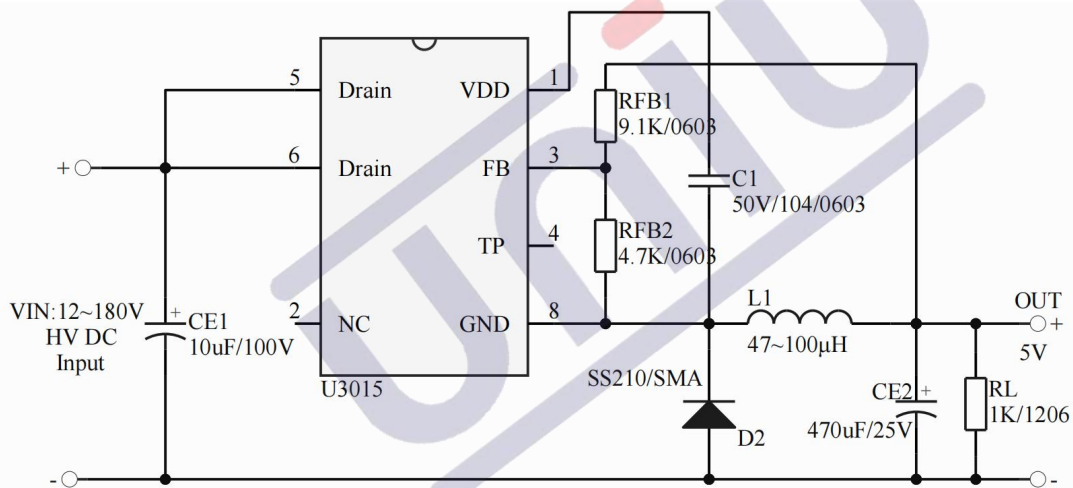 5
Drain
VDD
1
RFB1
9.1K/0603
+
6
Drain
FB
3
C1
50V/104/0603
TP
4
RFB2
4.7K/0603
VIN:12~180V
HV DC
Input
+
CE1
10uF/100V
2
NC
GND
8
L1
47~100μH
OUT
+
5V
U3015
SS210/SMA
D2
CE2
+
470uF/25V
RL
1K/1206
-
-
uniU